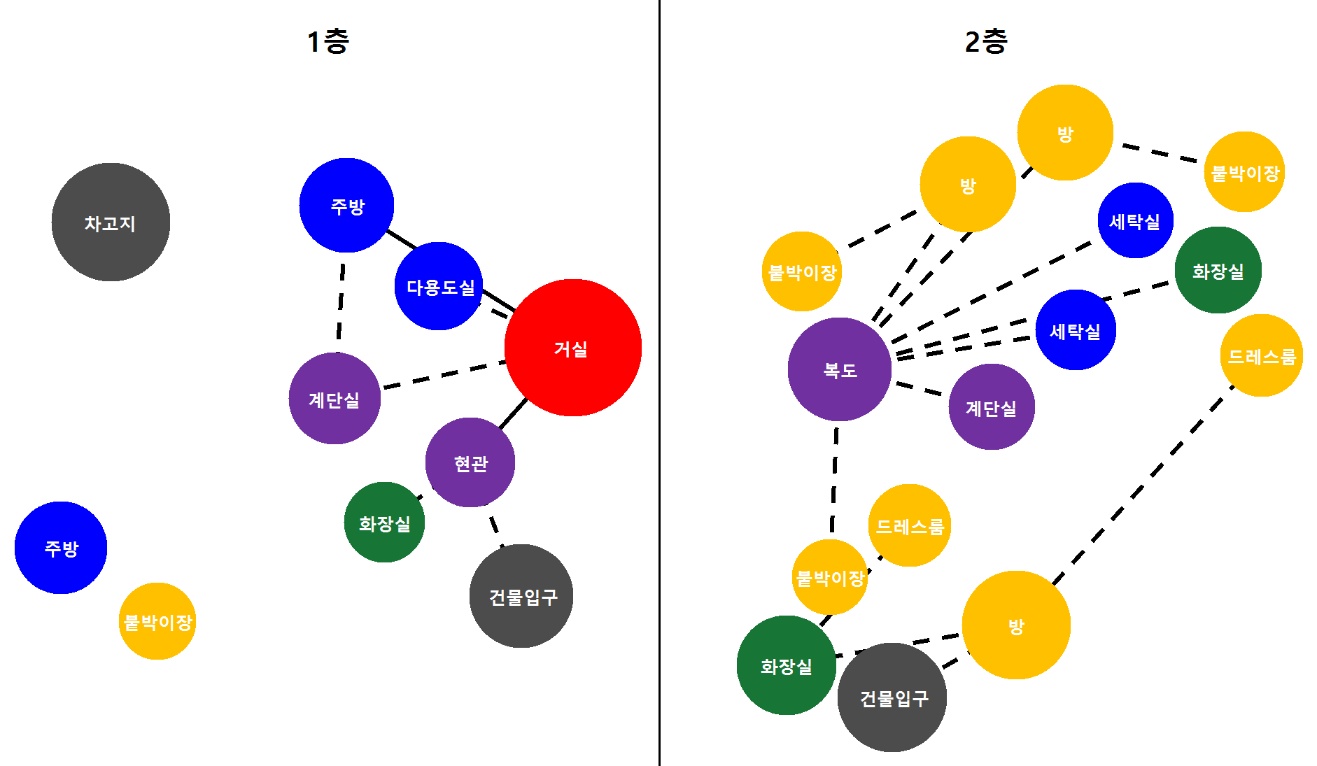 1층
차고지
주방
다용도실
거실
계단실
현관
화장실
주방
건물입구
붙박이장
2층
방
방
붙박이장
세탁실
화장실
붙박이장
세탁실
드레스룸
복도
계단실
드레스룸
붙박이장
방
화장실
건물입구